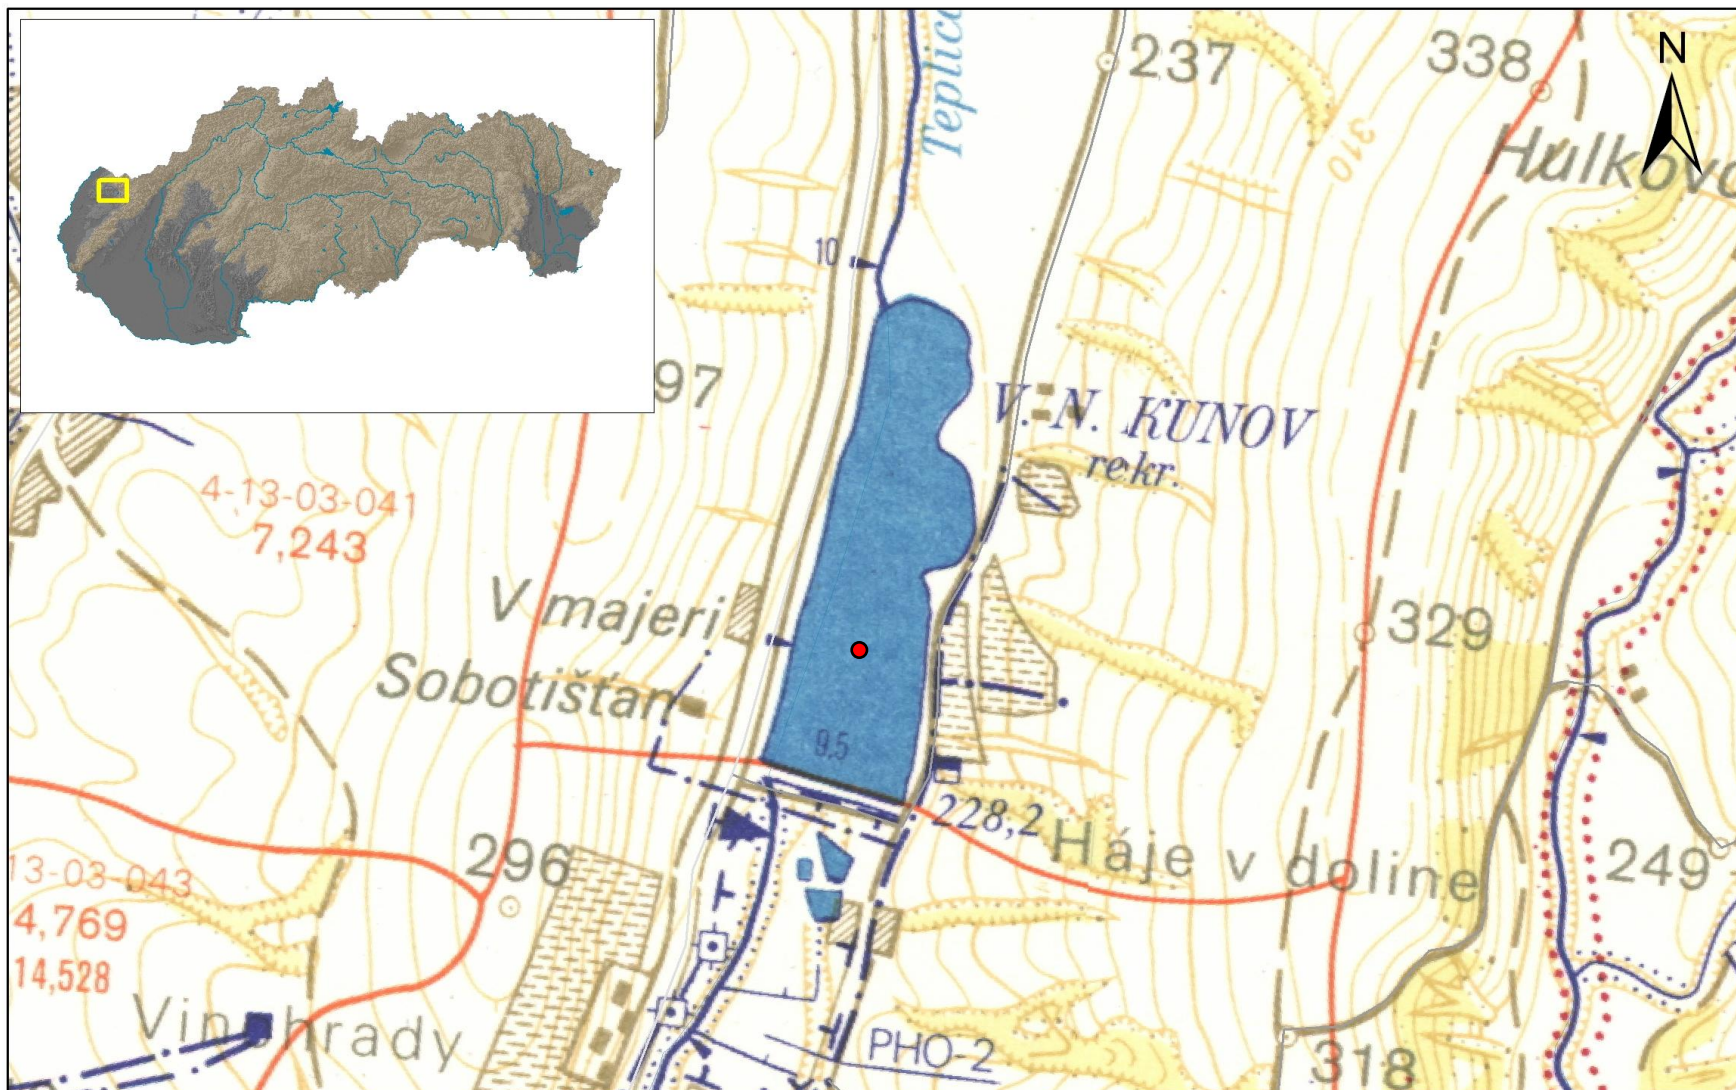 Teplica
237
338
N
Hulkovo
310
10
97
V. N. KUNOV
rekr.
4-13-03-041
7,243
V majeri
329
Sobotišťan
9.5
228,2
Háje v doline
296
249
13-03-043
4,769
14,528
Vinohrady
PHO-2
318